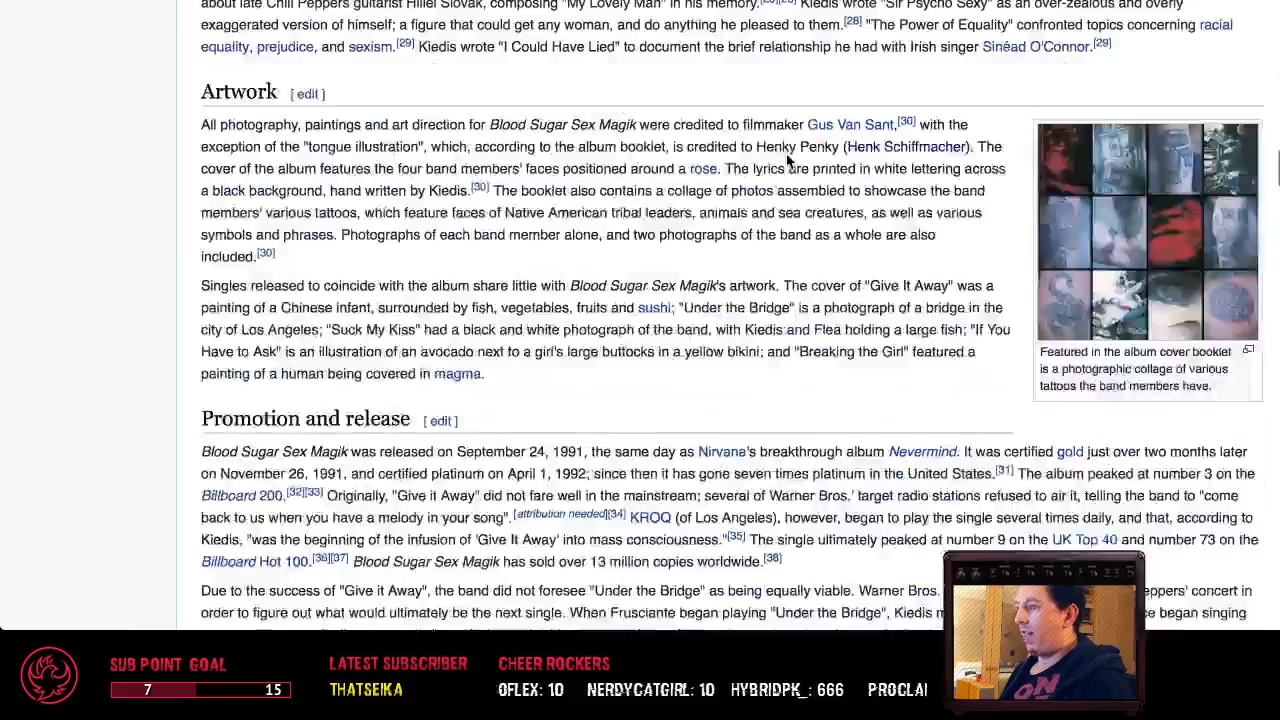 about late Chili Peppers guitarist Hillel Slovak, composing "My Lovely Man" in his memory. Kiedis wrote "Sir Psycho Sexy" as an over-zealous and overly
exaggerated version of himself; a figure that could get any woman, and do anything he pleased to them.[28] "The Power of Equality" confronted topics concerning racial
equality, prejudice, and sexism.[29] Kiedis wrote "I Could Have Lied" to document the brief relationship he had with Irish singer Sinéad O'Connor.[29]
Artwork [ edit ]
All photography, paintings and art direction for Blood Sugar Sex Magik were credited to filmmaker Gus Van Sant,[30] with the
exception of the "tongue illustration", which, according to the album booklet, is credited to Henky Penky (Henk Schiffmacher). The
cover of the album features the four band members' faces positioned around a rose. The lyrics are printed in white lettering across
a black background, hand written by Kiedis.[30] The booklet also contains a collage of photos assembled to showcase the band
members' various tattoos, which feature faces of Native American tribal leaders, animals and sea creatures, as well as various
symbols and phrases. Photographs of each band member alone, and two photographs of the band as a whole are also
included.[30]
Featured in the album cover booklet
is a photographic collage of various
tattoos the band members have.
Singles released to coincide with the album share little with Blood Sugar Sex Magik's artwork. The cover of "Give It Away" was a
painting of a Chinese infant, surrounded by fish, vegetables, fruits and sushi; "Under the Bridge" is a photograph of a bridge in the
city of Los Angeles; "Suck My Kiss" had a black and white photograph of the band, with Kiedis and Flea holding a large fish; "If You
Have to Ask" is an illustration of an avocado next to a girl's large buttocks in a yellow bikini; and "Breaking the Girl" featured a
painting of a human being covered in magma.
Promotion and release [ edit ]
Blood Sugar Sex Magik was released on September 24, 1991, the same day as Nirvana's breakthrough album Nevermind. It was certified gold just over two months later
on November 26, 1991, and certified platinum on April 1, 1992; since then it has gone seven times platinum in the United States.[31] The album peaked at number 3 on the
Billboard 200.[32][33] Originally, "Give it Away" did not fare well in the mainstream; several of Warner Bros.' target radio stations refused to air it, telling the band to "come
back to us when you have a melody in your song".[attribution needed][34] KROQ (of Los Angeles), however, began to play the single several times daily, and that, according to
Kiedis, "was the beginning of the infusion of 'Give It Away' into mass consciousness."[35] The single ultimately peaked at number 9 on the UK Top 40 and number 73 on the
Billboard Hot 100.[36][37] Blood Sugar Sex Magik has sold over 13 million copies worldwide.[38]
Due to the success of "Give it Away", the band did not foresee "Under the Bridge" as being equally viable. Warner Bros. eppers' concert in
order to figure out what would ultimately be the next single. When Frusciante began playing "Under the Bridge", Kiedis began singing
SUB POINT GOAL
7 15
LATEST SUBSCRIBER
THATSEIKA
CHEER ROCKERS
OFLEX: 10 NERDYCATGIRL: 10 HYBRIDPK_: 666 PROCLAI